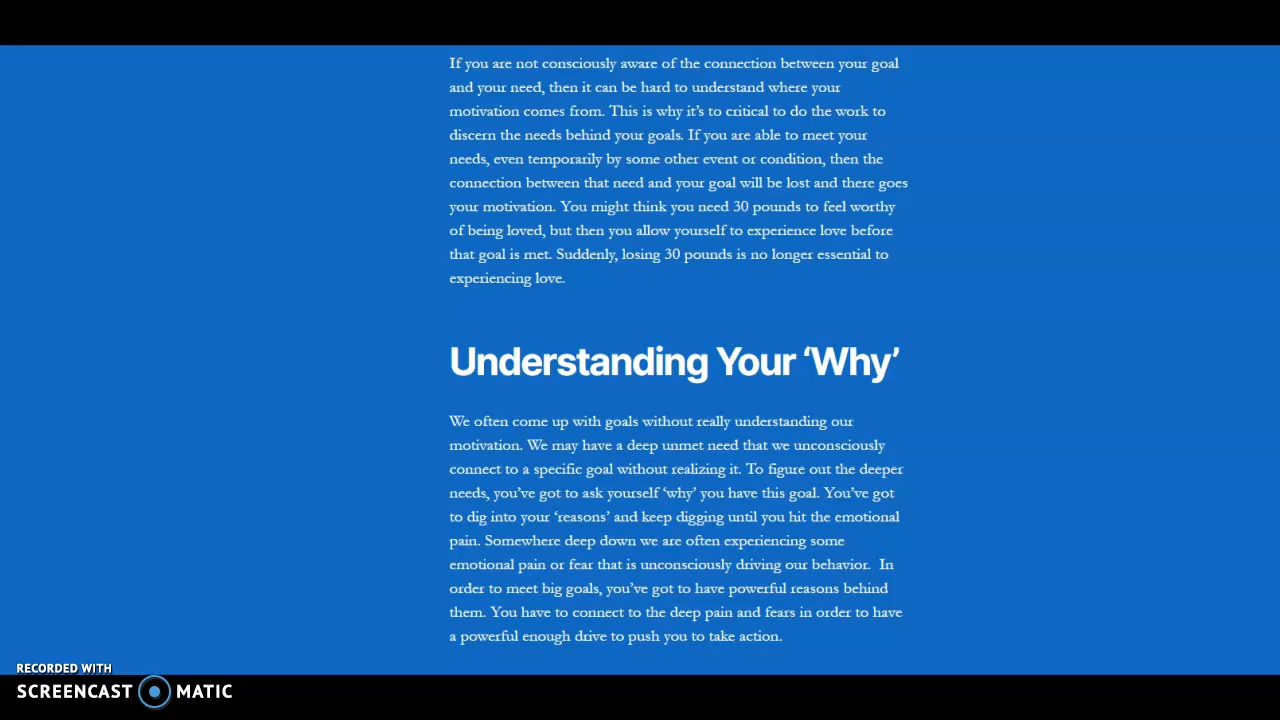 If you are not consciously aware of the connection between your goal
and your need, then it can be hard to understand where your
motivation comes from. This is why it’s to critical to do the work to
discern the needs behind your goals. If you are able to meet your
needs, even temporarily by some other event or condition, then the
connection between that need and your goal will be lost and there goes
your motivation. You might think you need 30 pounds to feel worthy
of being loved, but then you allow yourself to experience love before
that goal is met. Suddenly, losing 30 pounds is no longer essential to
experiencing love.
Understanding Your ‘Why’
We often come up with goals without really understanding our
motivation. We may have a deep unmet need that we unconsciously
connect to a specific goal without realizing it. To figure out the deeper
needs, you’ve got to ask yourself ‘why’ you have this goal. You’ve got
to dig into your ‘reasons’ and keep digging until you hit the emotional
pain. Somewhere deep down we are often experiencing some
emotional pain or fear that is unconsciously driving our behavior.  In
order to meet big goals, you’ve got to have powerful reasons behind
them. You have to connect to the deep pain and fears in order to have
a powerful enough drive to push you to take action.
RECORDED WITH
SCREENCAST MATIC